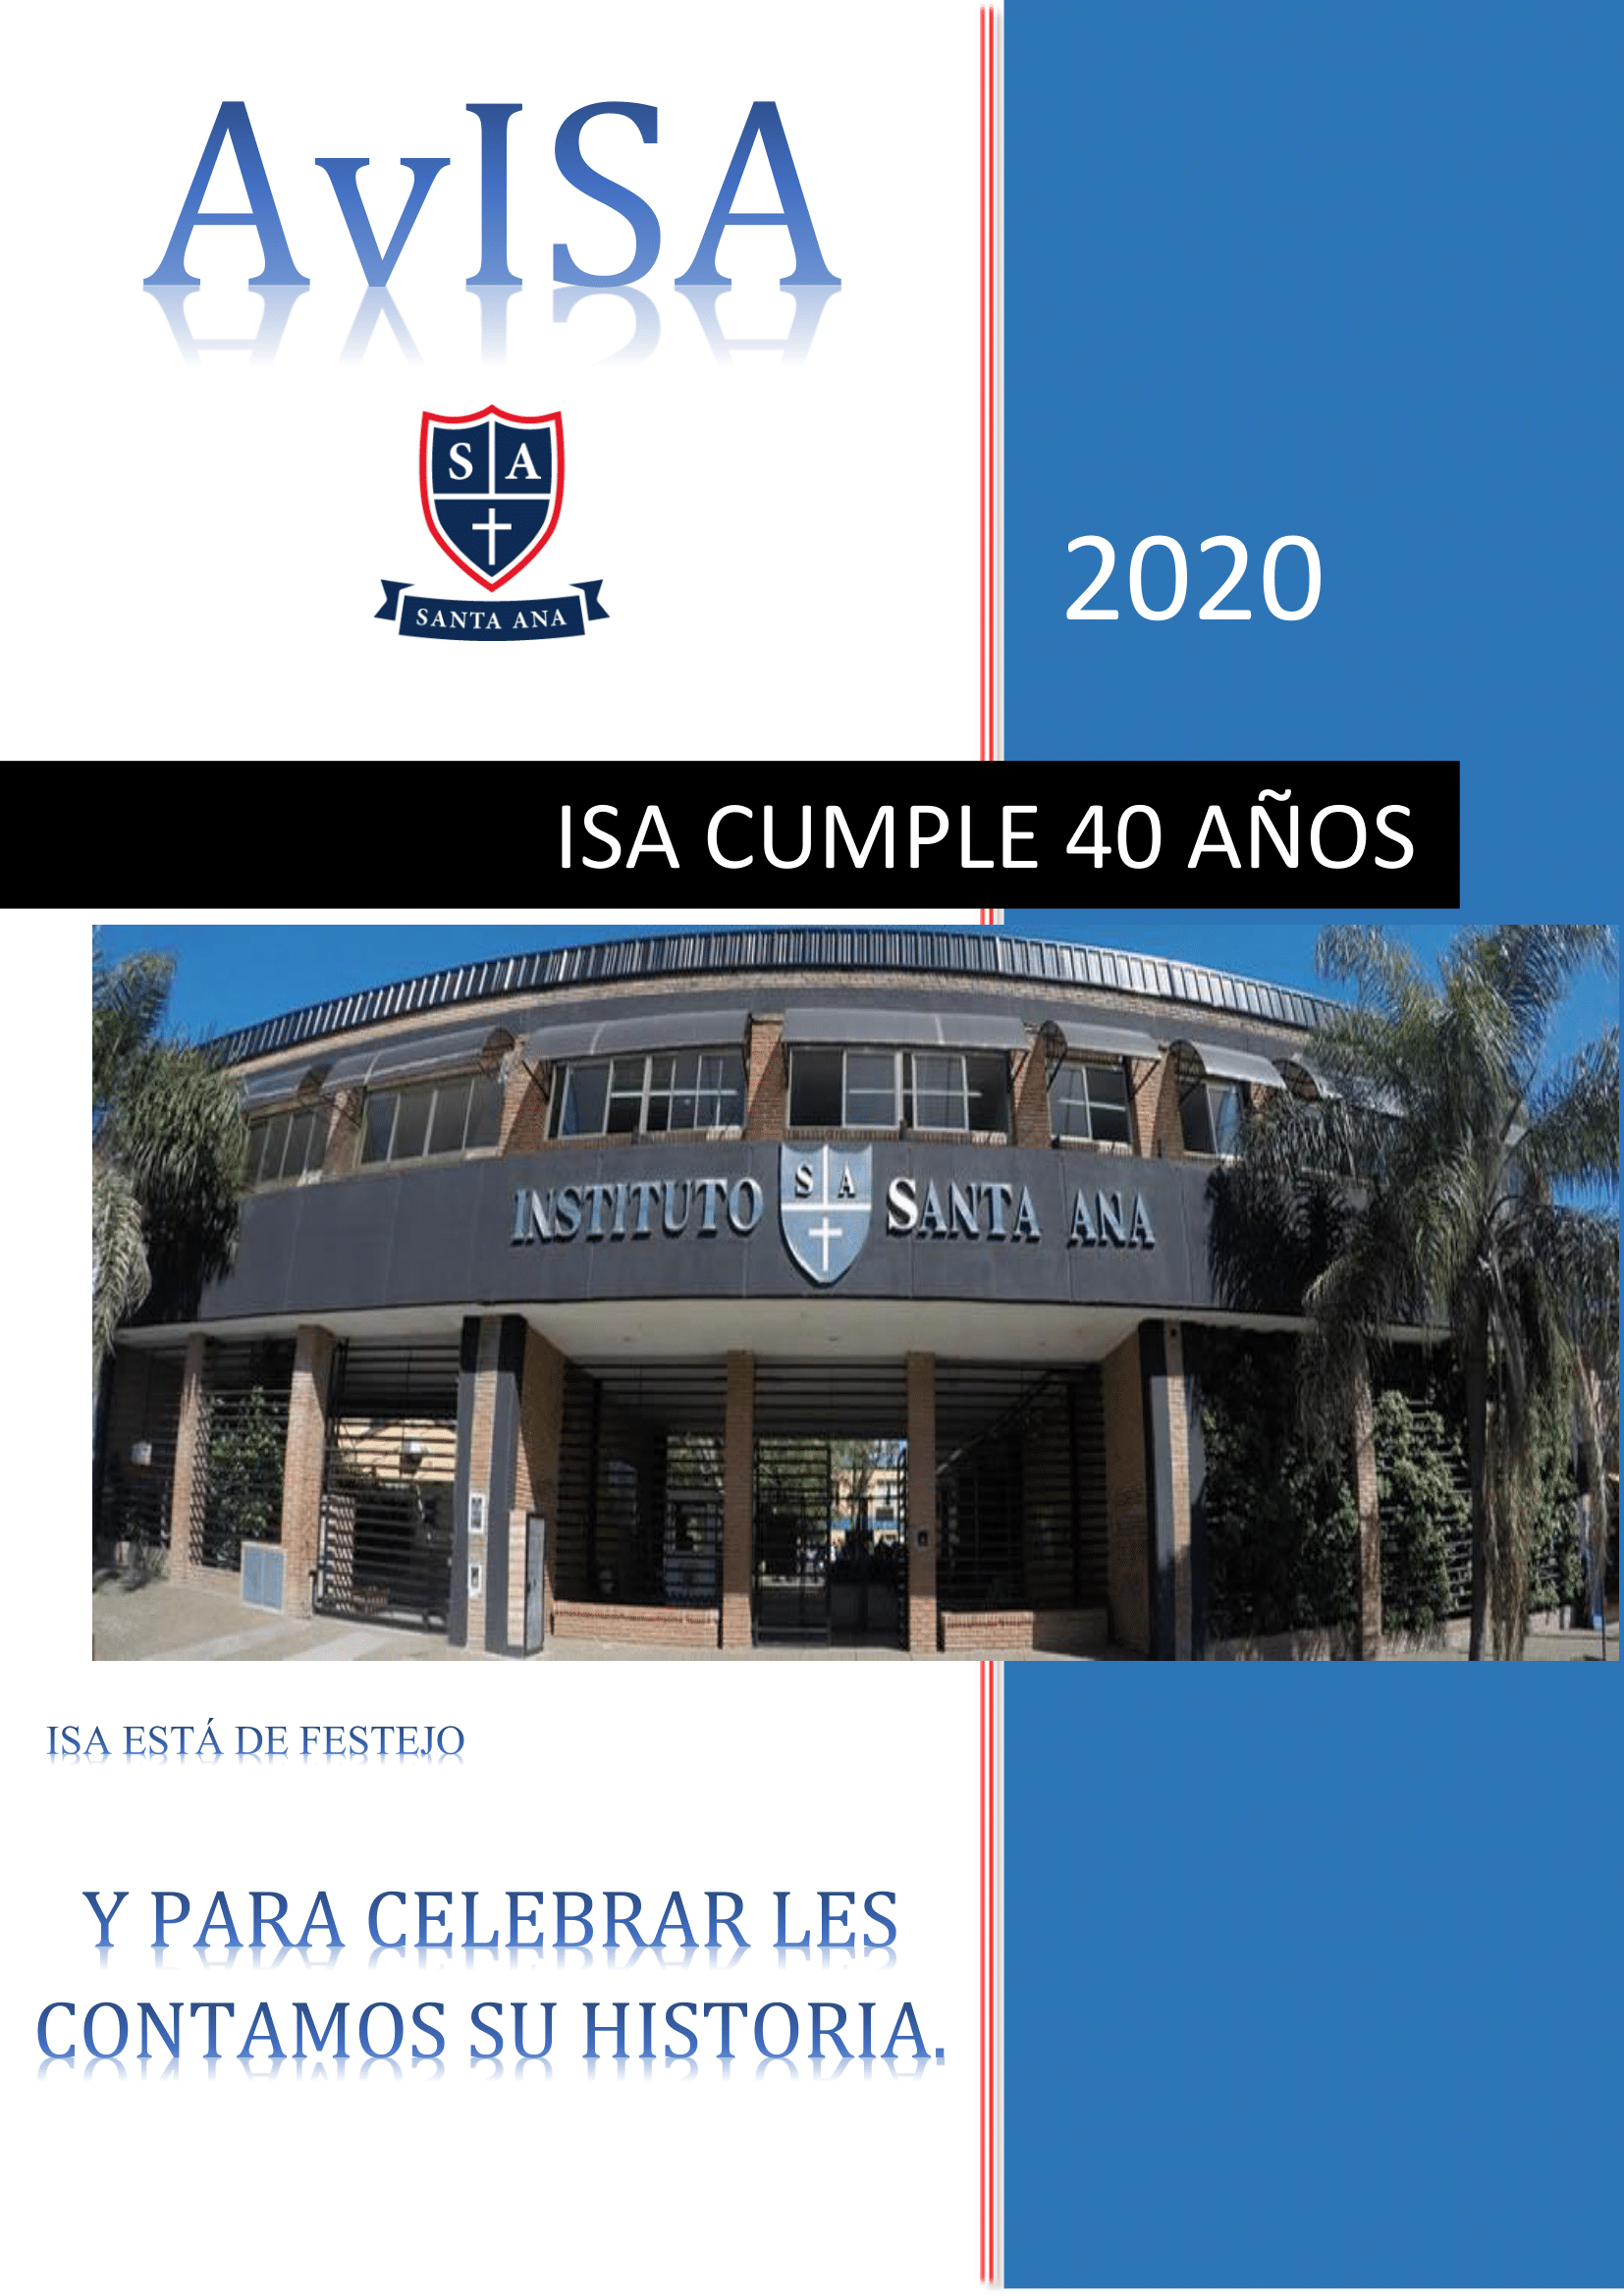 AvISA
S A
SANTA ANA
2020
ISA CUMPLE 40 AÑOS
INSTITUTO S A SANTA ANA
ISA ESTÁ DE FESTEJO
Y PARA CELEBRAR LES
CONTAMOS SU HISTORIA.